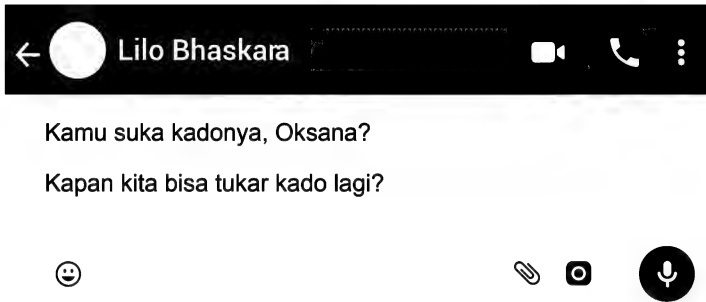 Lilo Bhaskara
Kamu suka kadonya, Oksana?
Kapan kita bisa tukar kado lagi?